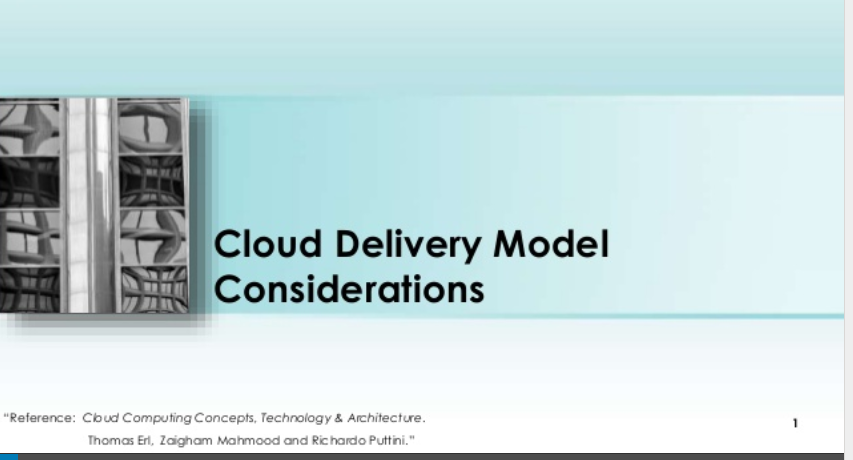 Cloud Delivery Model
Considerations
“Reference: Cloud Computing Concepts, Technology & Architecture.
Thomas Erl, Zaigham Mahmood and Richardo Puttini.”
1